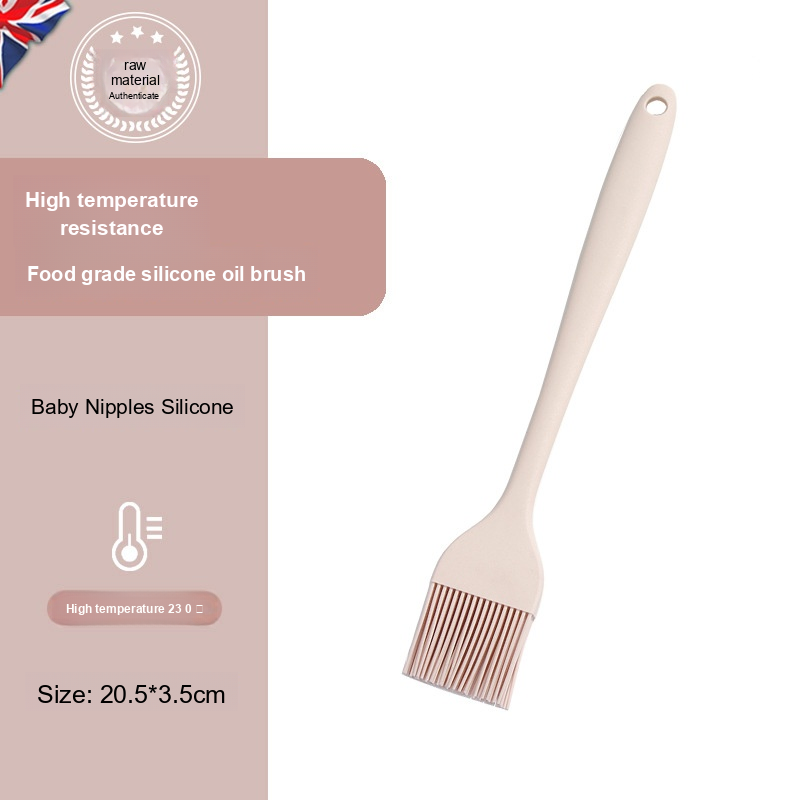 raw
material
Authenticate
High temperature
resistance
Food grade silicone oil brush
Baby Nipples Silicone
High temperature 23 0 □
Size: 20.5*3.5cm